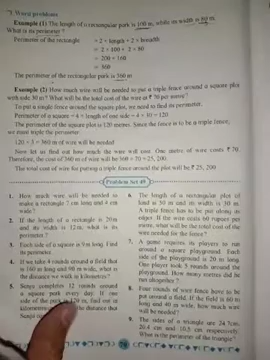 3. Word problems
Example (1) The length of a rectangular park is 100 m, while its width is 80 m.
What is its perimeter ?
Perimeter of the rectangle = 2 × length + 2 × breadth
= 2 × 100 + 2 × 80
= 200 + 160
= 360
The perimeter of the rectangular park is 360 m
Example (2) How much wire will be needed to put a triple fence around a square plot
with side 30 m? What will be the total cost of the wire at ₹ 70 per metre?
To put a single fence around the square plot, we need to find its perimeter.
Perimeter of a square = 4 × length of one side = 4 × 30 = 120
The perimeter of the square plot is 120 metres. Since the fence is to be a triple fence,
we must triple the perimeter.
120 × 3 = 360 m of wire will be needed
Now let us find out how much the wire will cost. One metre of wire costs ₹ 70.
Therefore, the cost of 360 m of wire will be 360 × 70 = 25, 200.
The total cost of wire for putting a triple fence around the plot will be ₹ 25, 200
Problem Set 49
1. How much wire will be needed to
make a rectangle 7 cm long and 4 cm
wide ?
2. If the length of a rectangle is 20 m
and its width is 12 m, what is its
perimeter ?
3. Each side of a square is 9 m long. Find
its perimeter.
4. If we take 4 rounds around a field that
is 160 m long and 90 m wide, what is
the distance we walk in kilometres?
5. Sanju completes 12 rounds around
a square park every day. If one
side of the park is 120 m, find out in
kilometres the distance that
Sanju
6. The length of a rectangular plot of
land is 50 m and its width is 30 m.
A triple fence has to be put along its
edges. If the wire costs 60 rupees per
metre, what will be the total cost of the
wire needed for the fence ?
7. A game requires its players to run
around a square playground. Each
side of the playground is 20 m long.
One player took 5 rounds around the
playground. How many metres did he
run altogether ?
8. Four rounds of wire fence have to be
put around a field. If the field is 60 m
long and 40 m wide, how much wire
will be needed ?
9. The sides of a triangle are 24.7 cm,
20.4 cm and 10.5 cm respectively.
What is the perimeter of the triangle?